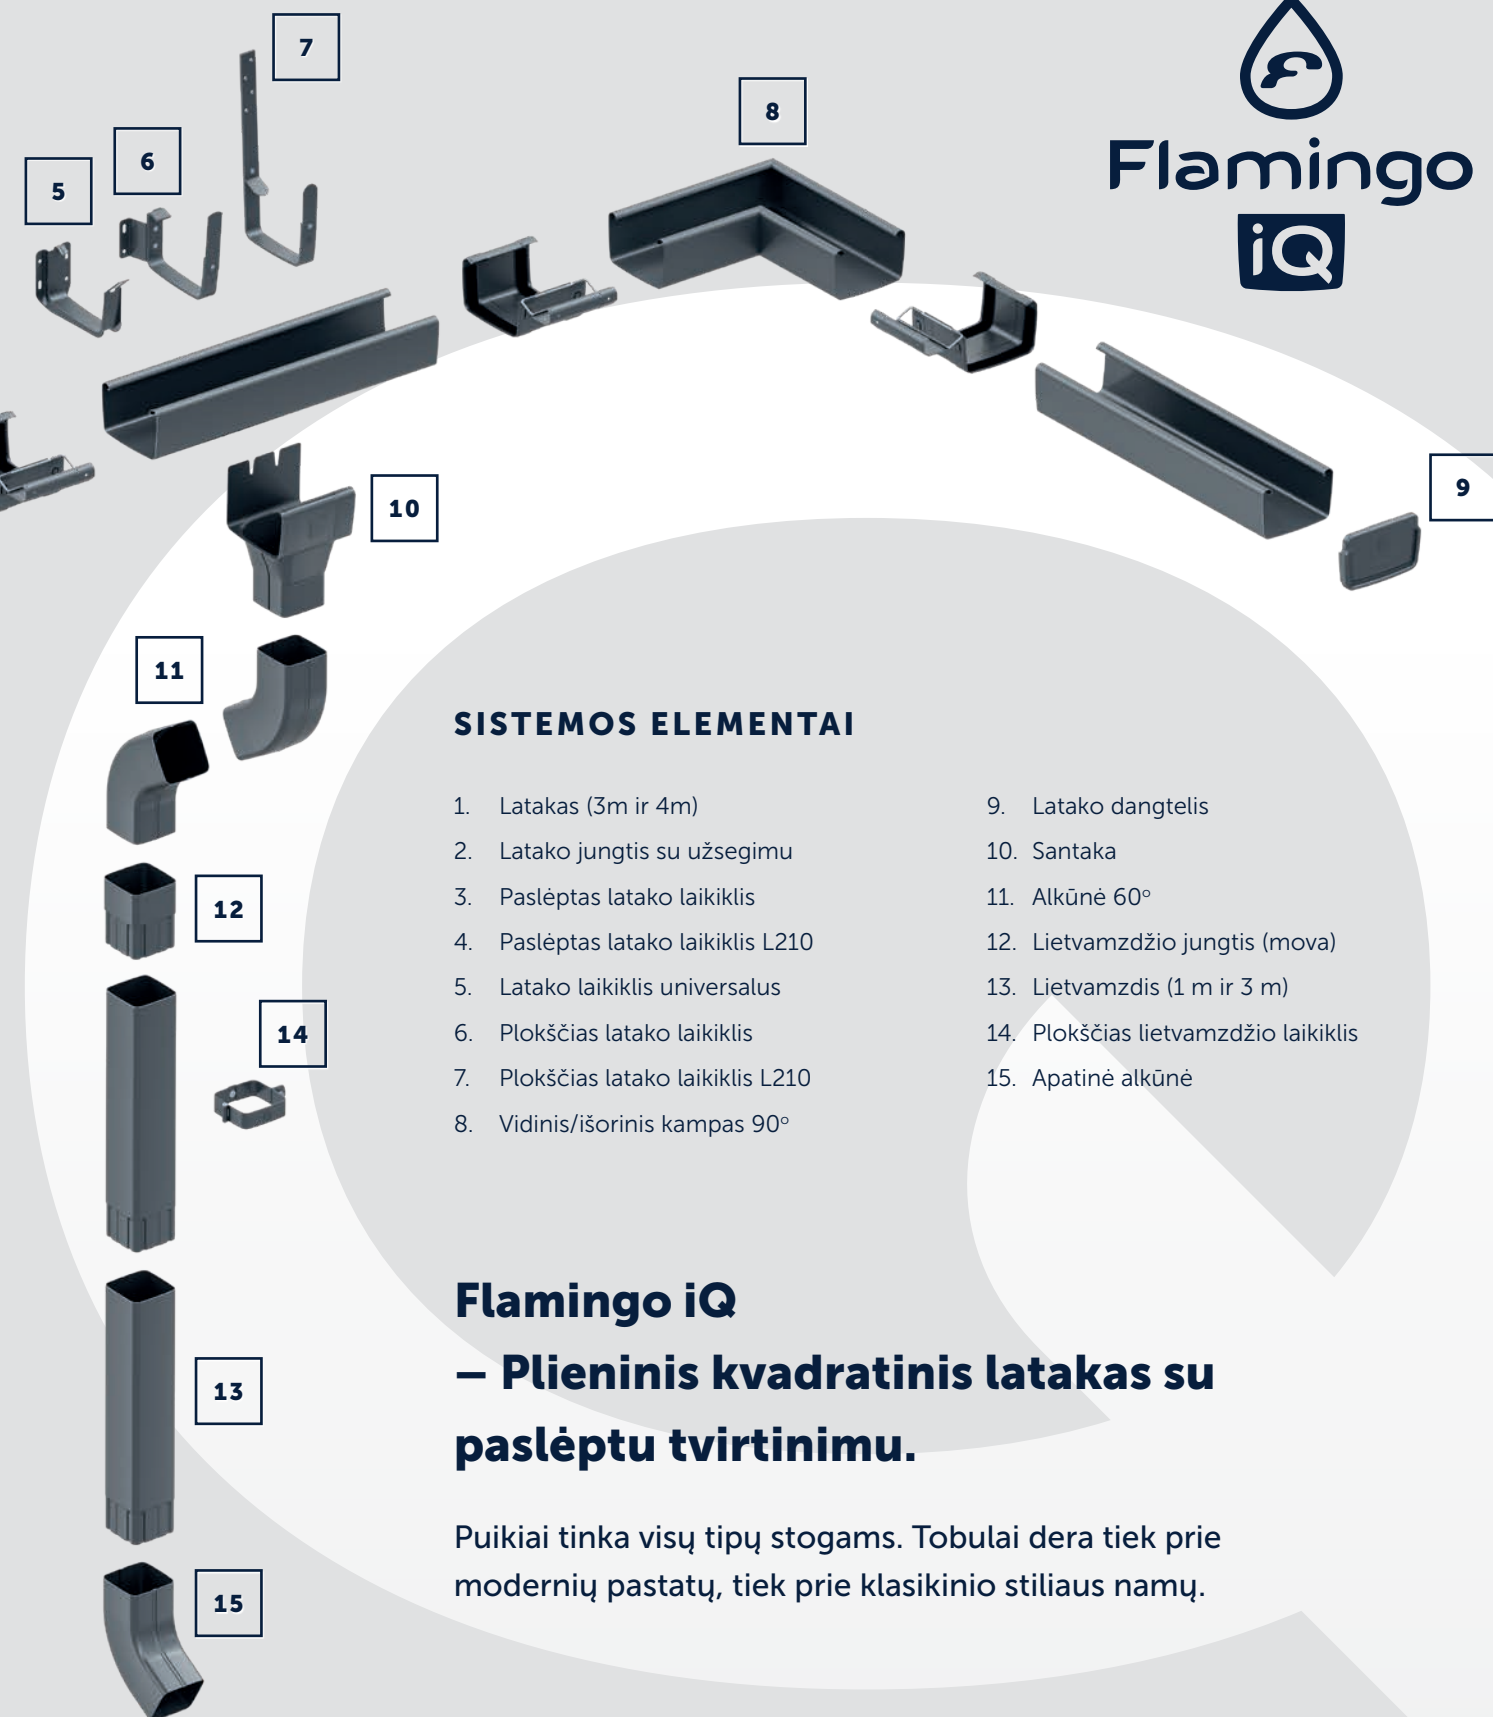 7
8
6
5
Flamingo
iQ
9
10
11
12
14
13
15
SISTEMOS ELEMENTAI
1. Latakas (3m ir 4m)
2. Latako jungtis su užsegimu
3. Paslėptas latako laikiklis
4. Paslėptas latako laikiklis L210
5. Latako laikiklis universalus
6. Plokščias latako laikiklis
7. Plokščias latako laikiklis L210
8. Vidinis/išorinis kampas 90°
9. Latako dangtelis
10. Santaka
11. Alkūnė 60°
12. Lietvamzdžio jungtis (mova)
13. Lietvamzdis (1 m ir 3 m)
14. Plokščias lietvamzdžio laikiklis
15. Apatinė alkūnė
Flamingo iQ
– Plieninis kvadratinis latakas su
paslėptu tvirtinimu.
Puikiai tinka visų tipų stogams. Tobulai dera tiek prie
modernių pastatų, tiek prie klasikinio stiliaus namų.